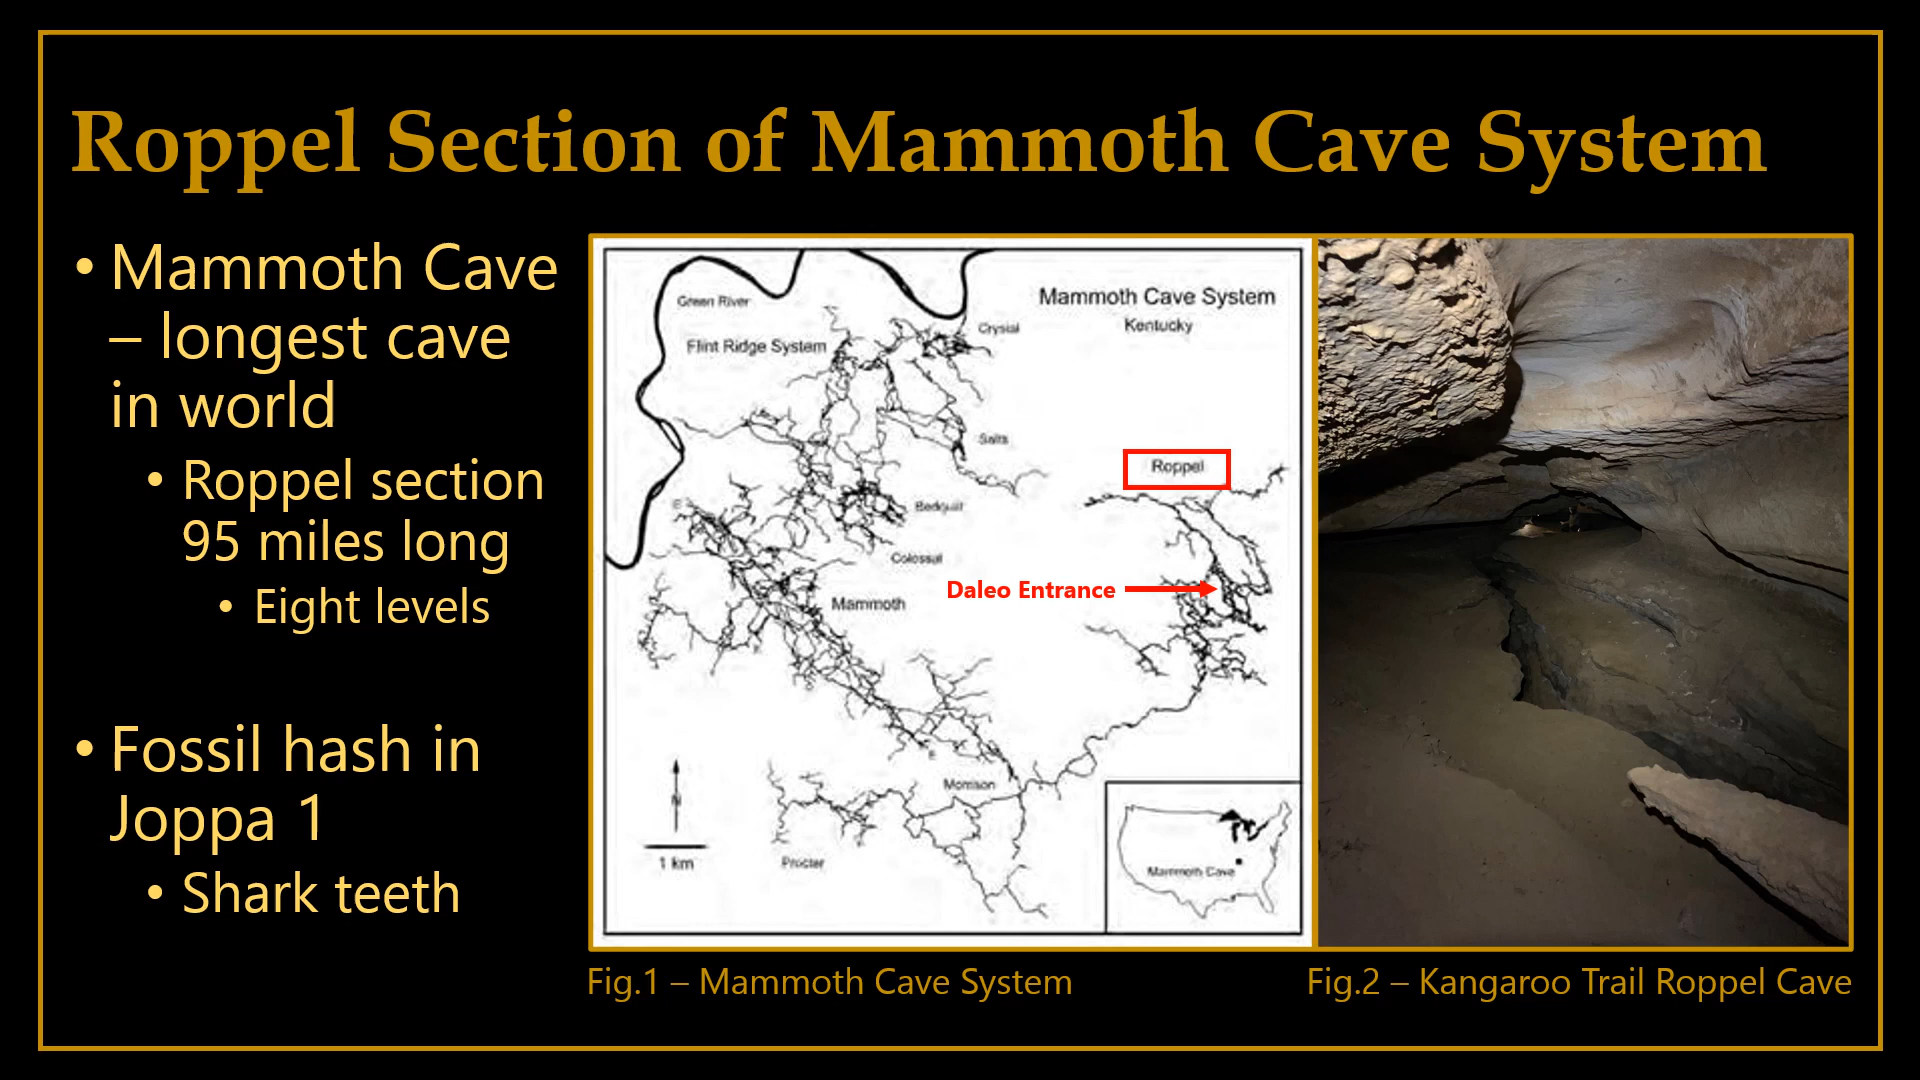 Roppel Section of Mammoth Cave System
• Mammoth Cave
– longest cave
in world
• Roppel section
95 miles long
• Eight levels
• Fossil hash in
Joppa 1
• Shark teeth
Mammoth Cave System
Kentucky
Green River
Flint Ridge System
Crystal
Salts
Roppel
Bedquilt
Colossal
Daleo Entrance
Mammoth
Morrison
N
1 km
Procter
Mammoth Cave
Fig.1 – Mammoth Cave System
Fig.2 – Kangaroo Trail Roppel Cave